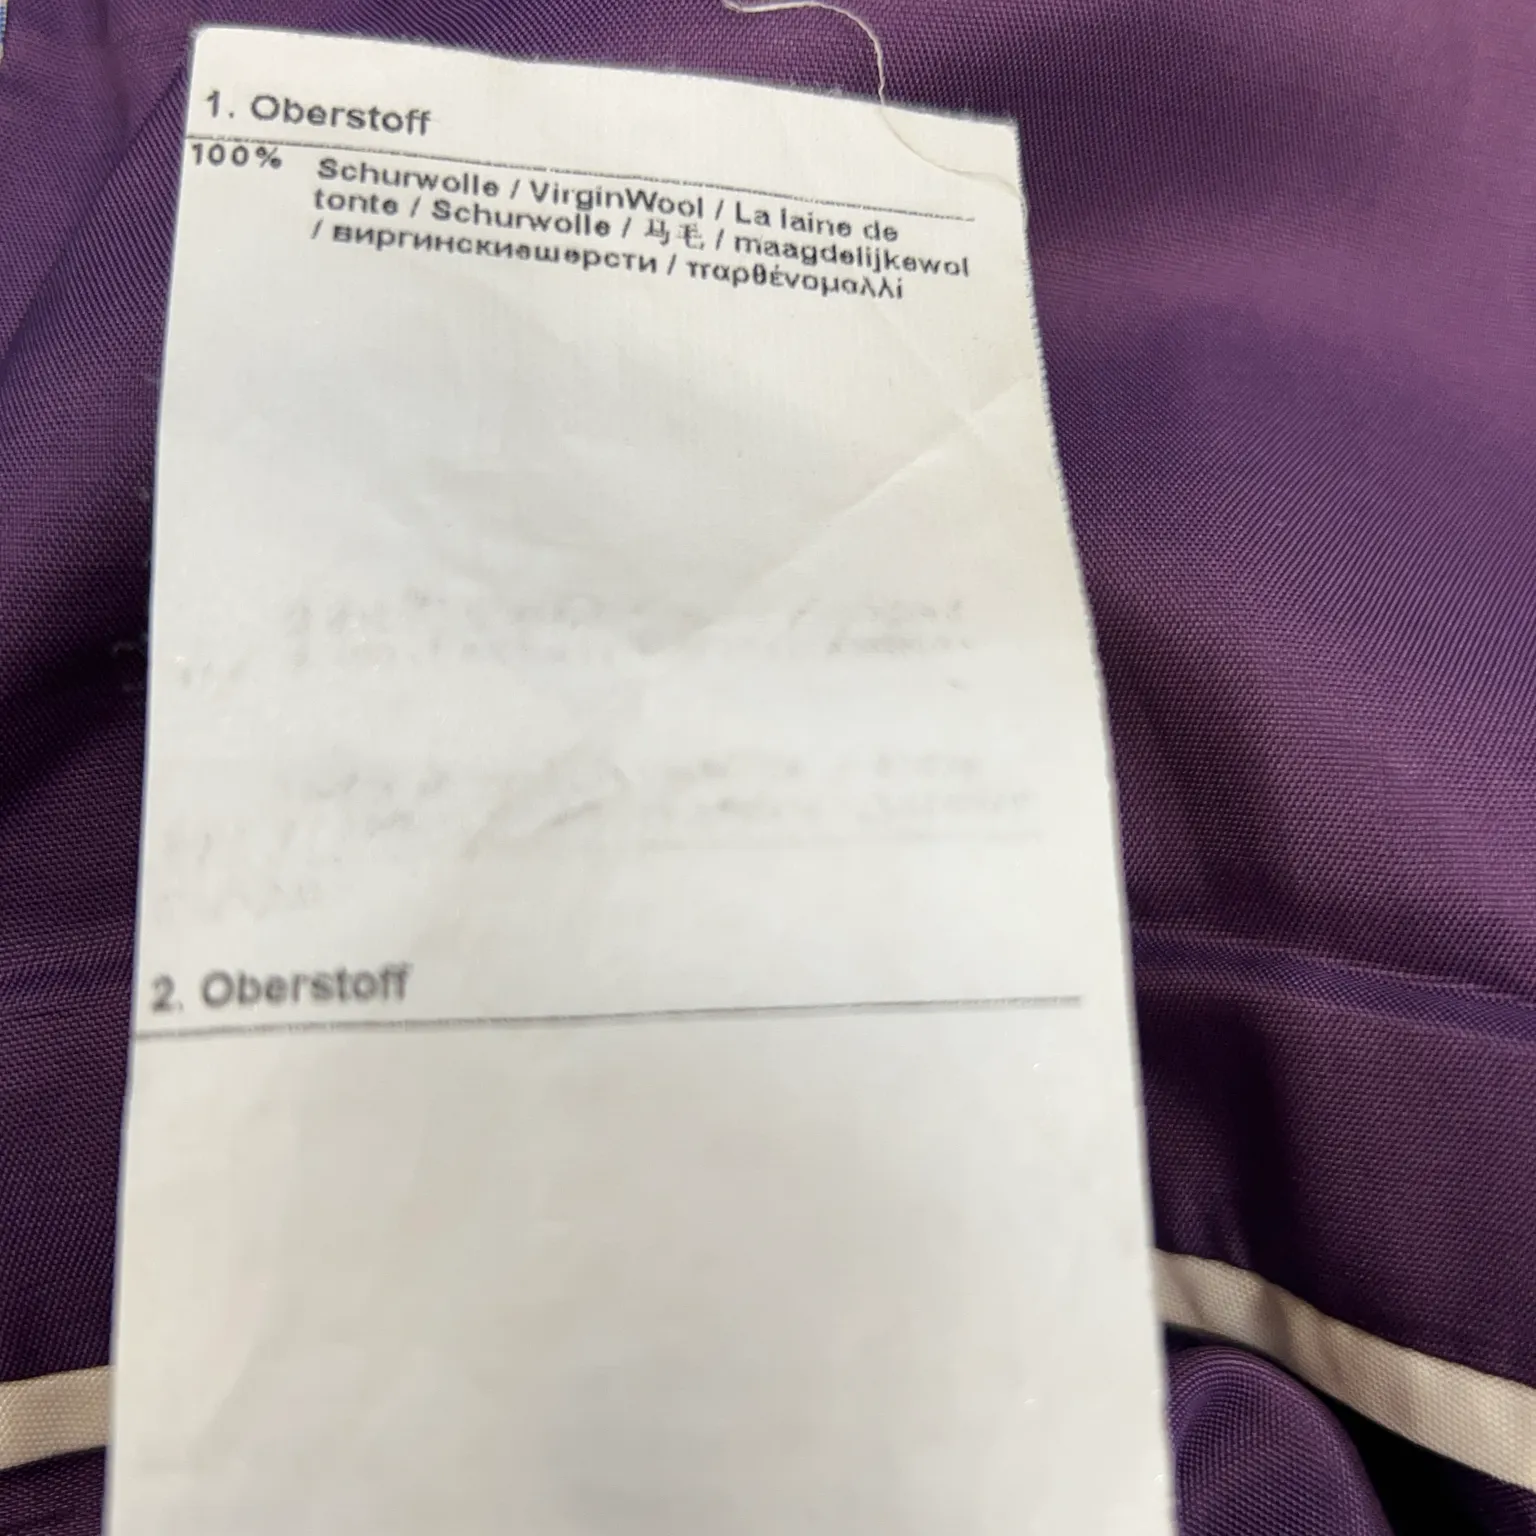 1. Oberstoff
100% Schurwolle / VirginWool / La laine de
tonte / Schurwolle / 马毛 / maagdelijkewol
/ виргинскиешерсти / παρθένομαλλί
2. Oberstoff